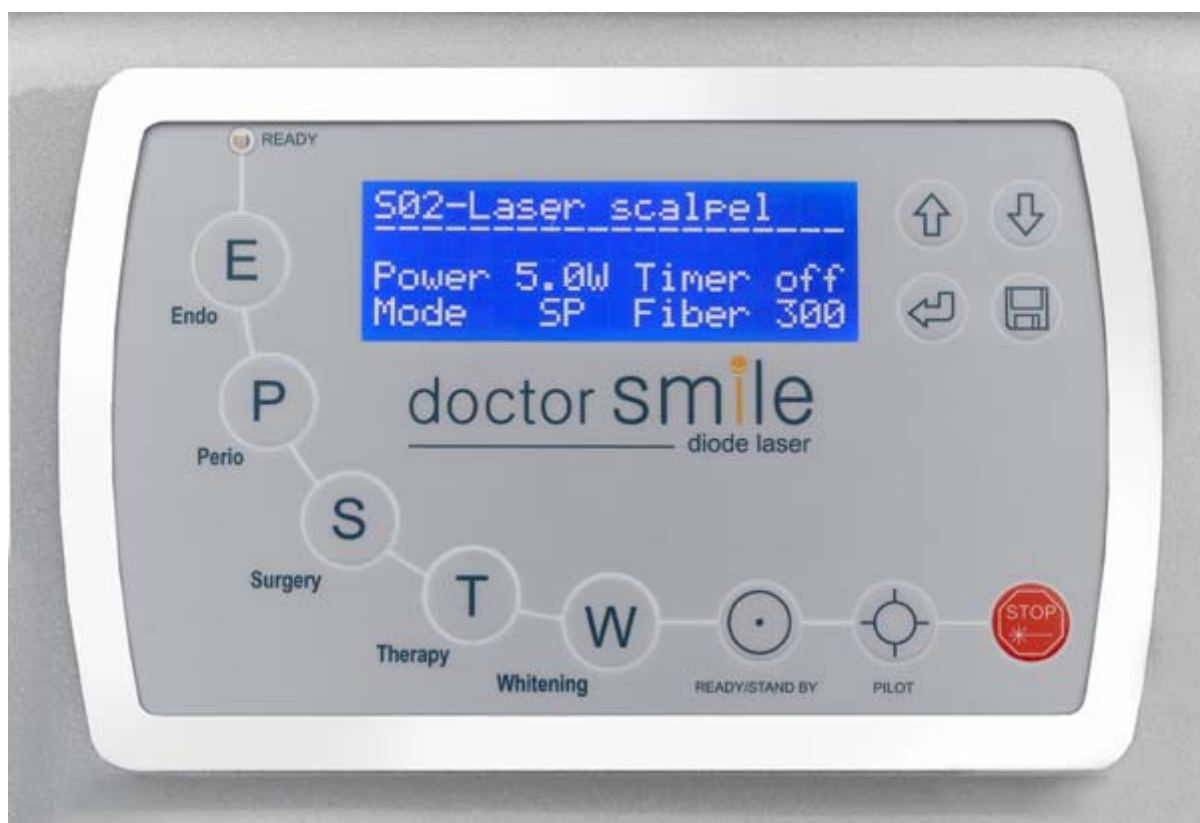 READY
S02-Laser scalpel
Power 5.0W Timer off
Mode SP Fiber 300
doctor smile
diode laser
E
Endo
P
Perio
S
Surgery
T
Therapy
W
Whitening
READY/STAND BY
PILOT
STOP